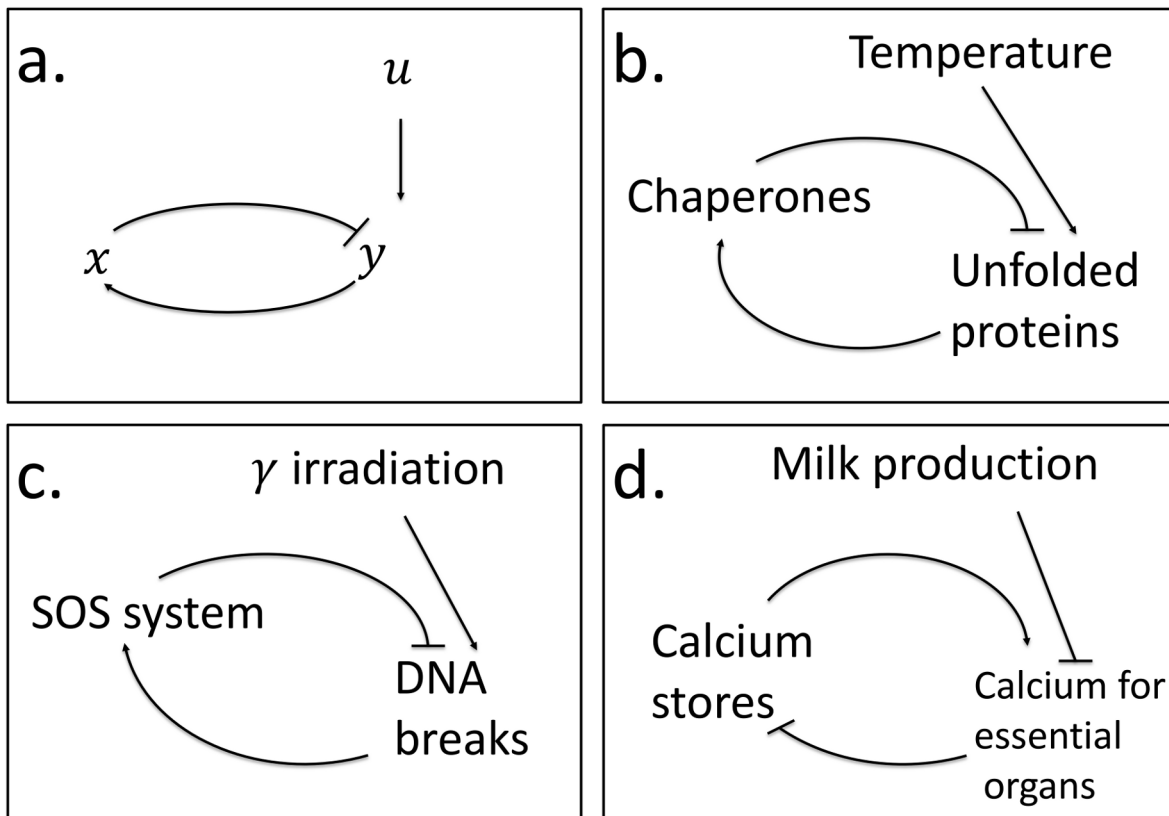 a.
u
x
y
b.
Temperature
Chaperones
Unfolded
proteins
c.
γ irradiation
SOS system
DNA
breaks
d.
Milk production
Calcium
stores
Calcium for
essential
organs